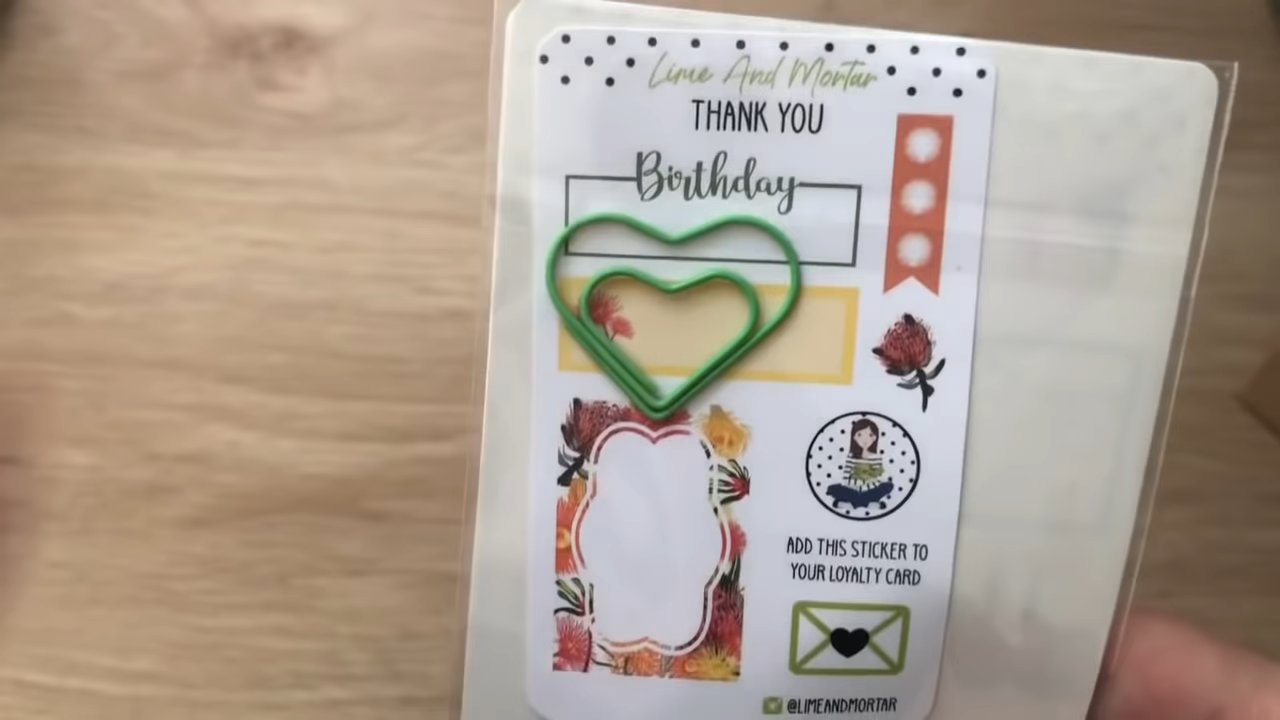 Lime And Mortar
THANK YOU
Birthday
ADD THIS STICKER TO
YOUR LOYALTY CARD
@LIMEANDMORTAR